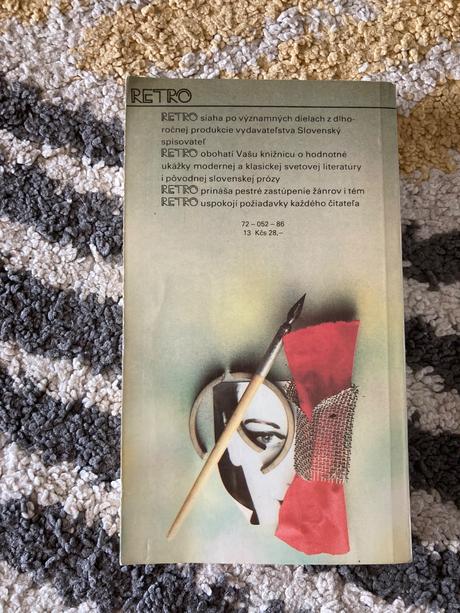 RETRO
RETRO siaha po významných dielach z dlho-
ročnej produkcie vydavateľstva Slovenský
spisovateľ
RETRO obohatí Vašu knižnicu o hodnotné
ukážky modernej a klasickej svetovej literatúry
i pôvodnej slovenskej prózy
RETRO prináša pestré zastúpenie žánrov i tém
RETRO uspokojí požiadavky každého čitateľa
72 – 052 – 86
13 Kčs 28,–